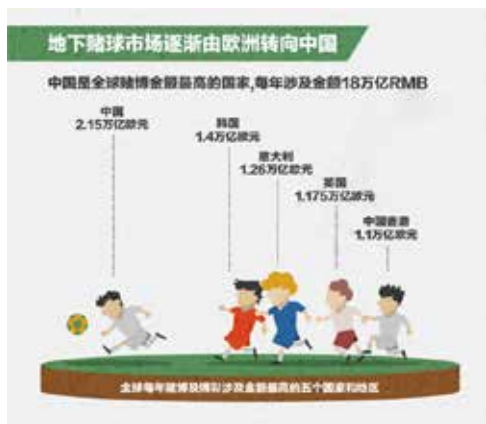 地下赌球市场逐渐由欧洲转向中国
中国是全球赌博金额最高的国家,每年涉及金额18万亿RMB
中国
2.15万亿欧元
韩国
1.4万亿欧元
意大利
1.26万亿欧元
英国
1.175万亿欧元
中国香港
1.1万亿欧元
全球每年赌博及博彩涉及金额最高的五个国家和地区